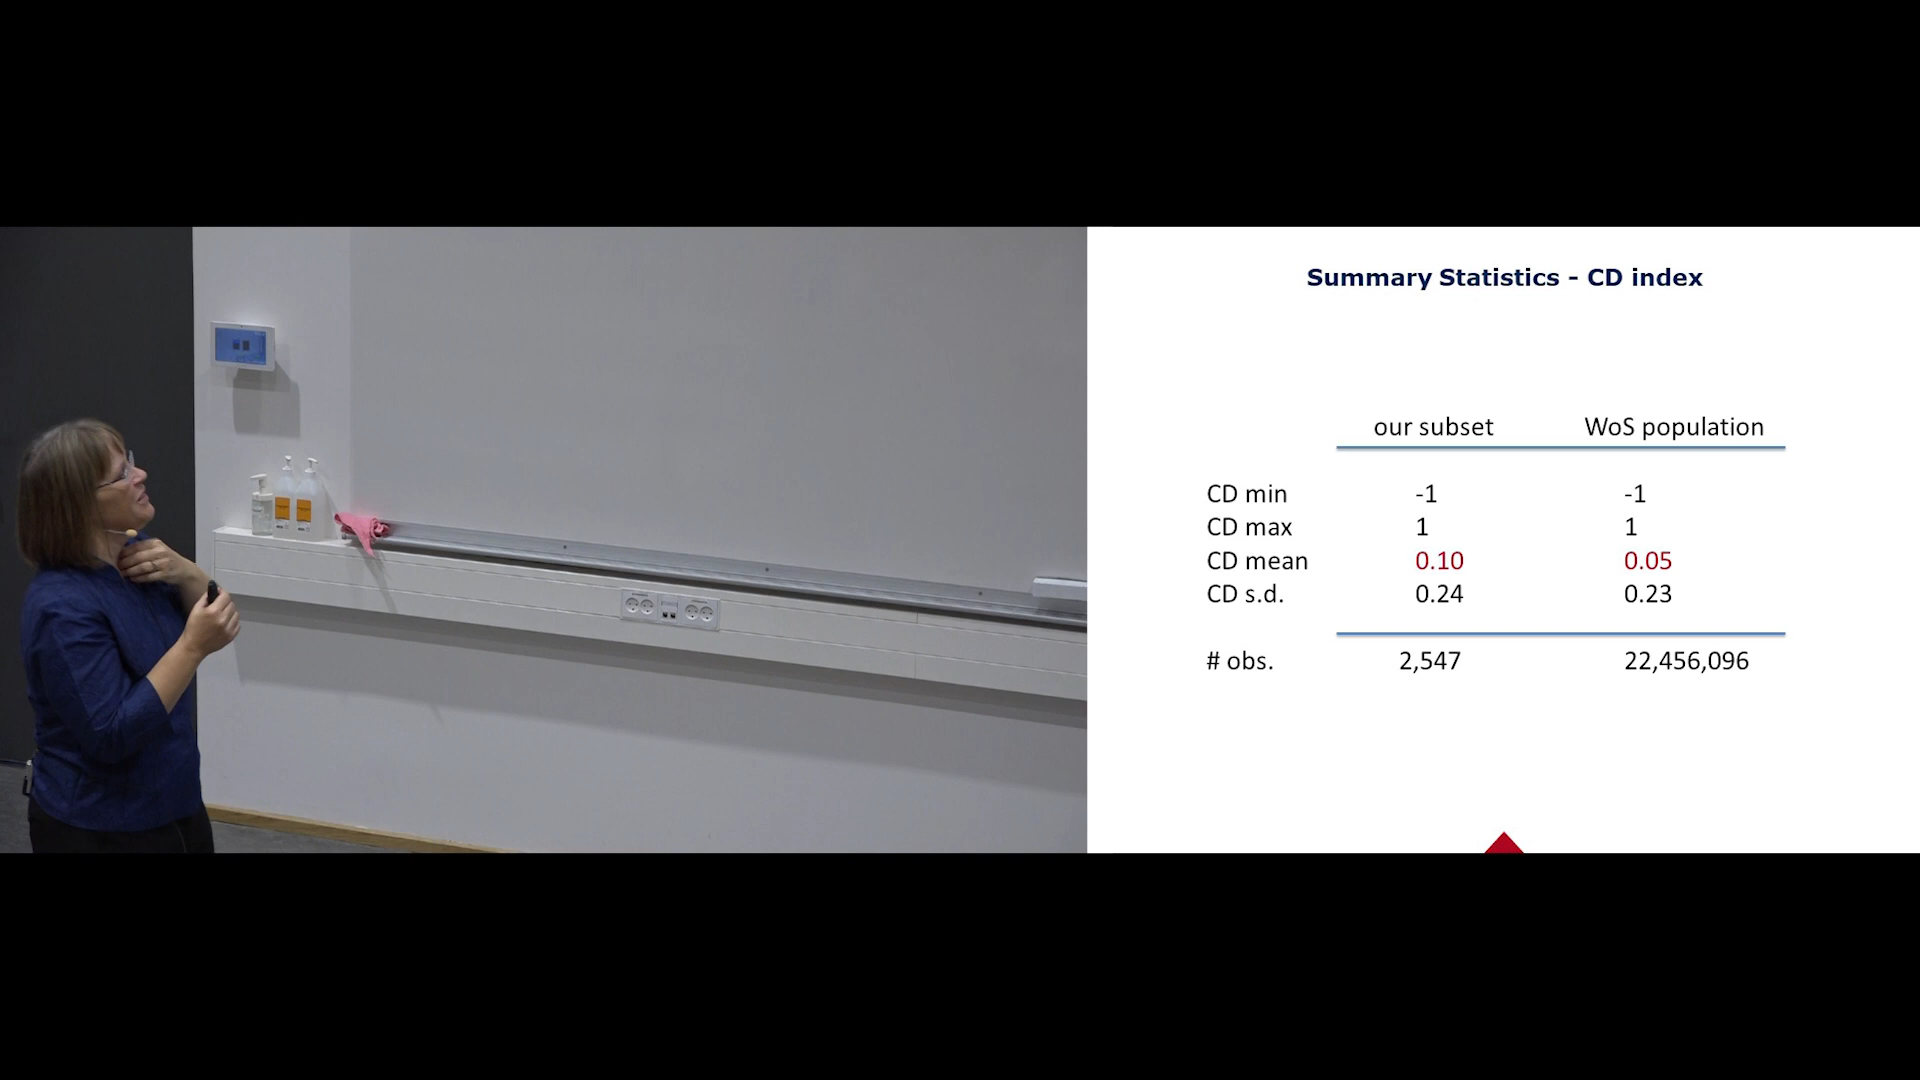 Summary Statistics - CD index
our subset WoS population
CD min -1 -1
CD max 1 1
CD mean 0.10 0.05
CD s.d. 0.24 0.23
# obs. 2,547 22,456,096